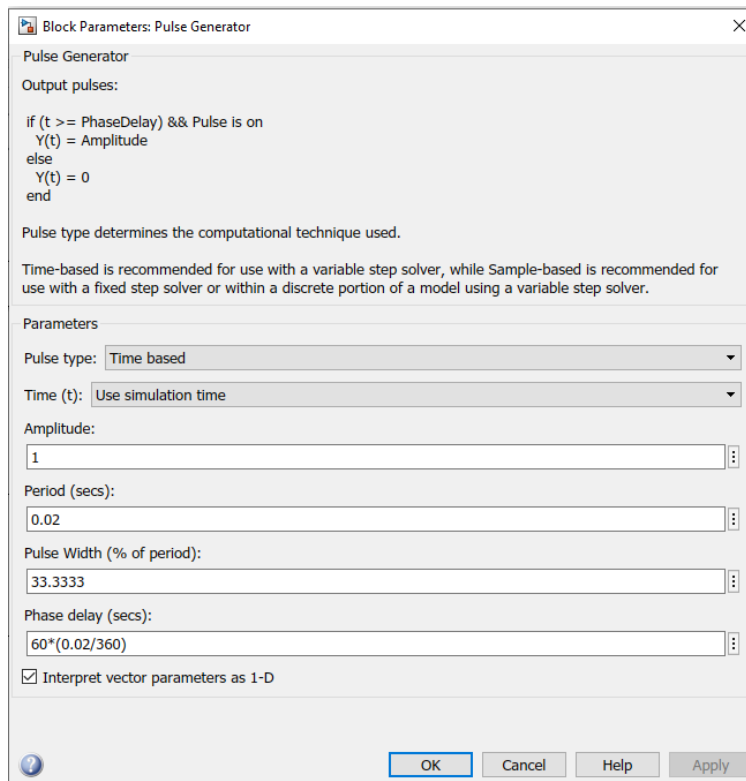 Block Parameters: Pulse Generator
Pulse Generator
Output pulses:
if (t >= PhaseDelay) && Pulse is on
Y(t) = Amplitude
else
Y(t) = 0
end
Pulse type determines the computational technique used.
Time-based is recommended for use with a variable step solver, while Sample-based is recommended for
use with a fixed step solver or within a discrete portion of a model using a variable step solver.
Parameters
Pulse type: Time based
Time (t): Use simulation time
Amplitude:
1
Period (secs):
0.02
Pulse Width (% of period):
33.3333
Phase delay (secs):
60*(0.02/360)
Interpret vector parameters as 1-D
OK Cancel Help Apply